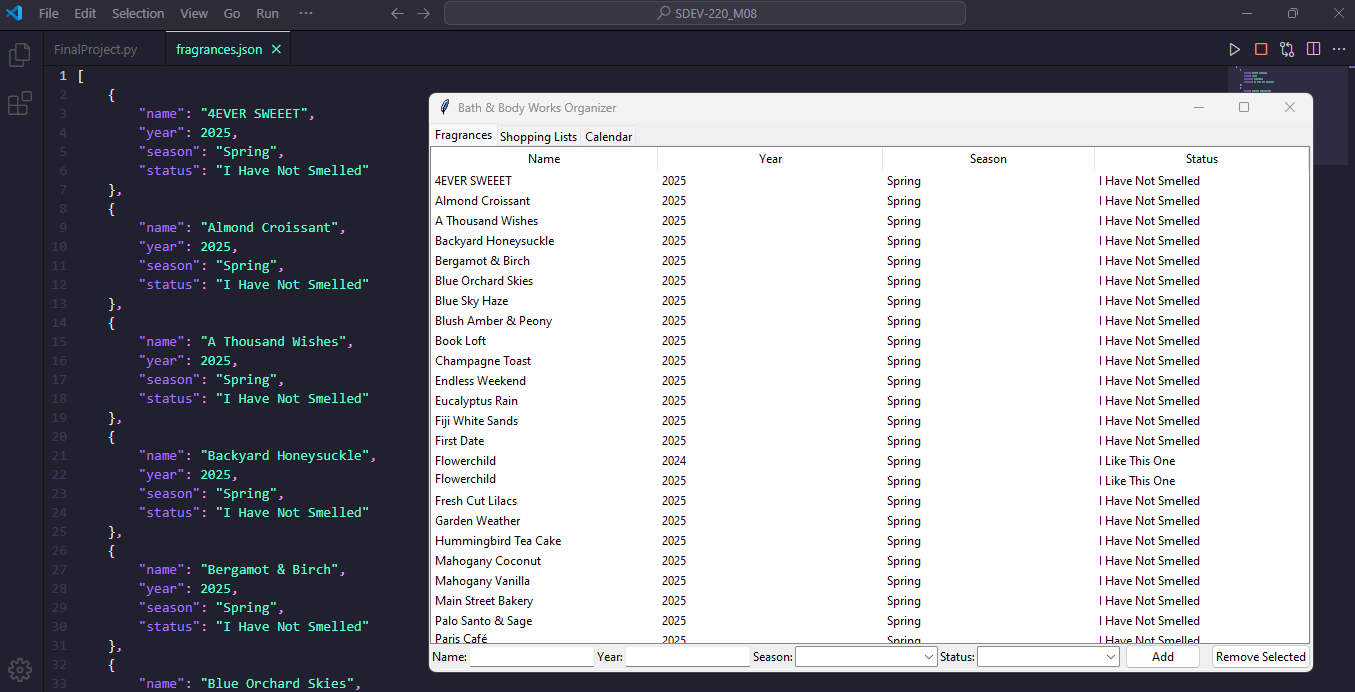 File Edit Selection View Go Run ··· SDEV-220_M08
FinalProject.py fragrances.json
1 [
2 {
3 "name": "4EVER SWEEET",
4 "year": 2025,
5 "season": "Spring",
6 "status": "I Have Not Smelled"
7 },
8 {
9 "name": "Almond Croissant",
10 "year": 2025,
11 "season": "Spring",
12 "status": "I Have Not Smelled"
13 },
14 {
15 "name": "A Thousand Wishes",
16 "year": 2025,
17 "season": "Spring",
18 "status": "I Have Not Smelled"
19 },
20 {
21 "name": "Backyard Honeysuckle",
22 "year": 2025,
23 "season": "Spring",
24 "status": "I Have Not Smelled"
25 },
26 {
27 "name": "Bergamot & Birch",
28 "year": 2025,
29 "season": "Spring",
30 "status": "I Have Not Smelled"
31 },
32 {
33 "name": "Blue Orchard Skies",
Bath & Body Works Organizer
Fragrances Shopping Lists Calendar
Name Year Season Status
4EVER SWEEET 2025 Spring I Have Not Smelled
Almond Croissant 2025 Spring I Have Not Smelled
A Thousand Wishes 2025 Spring I Have Not Smelled
Backyard Honeysuckle 2025 Spring I Have Not Smelled
Bergamot & Birch 2025 Spring I Have Not Smelled
Blue Orchard Skies 2025 Spring I Have Not Smelled
Blue Sky Haze 2025 Spring I Have Not Smelled
Blush Amber & Peony 2025 Spring I Have Not Smelled
Book Loft 2025 Spring I Have Not Smelled
Champagne Toast 2025 Spring I Have Not Smelled
Endless Weekend 2025 Spring I Have Not Smelled
Eucalyptus Rain 2025 Spring I Have Not Smelled
Fiji White Sands 2025 Spring I Have Not Smelled
First Date 2025 Spring I Have Not Smelled
Flowerchild 2024 Spring I Like This One
Flowerchild 2025 Spring I Like This One
Fresh Cut Lilacs 2025 Spring I Have Not Smelled
Garden Weather 2025 Spring I Have Not Smelled
Hummingbird Tea Cake 2025 Spring I Have Not Smelled
Mahogany Coconut 2025 Spring I Have Not Smelled
Mahogany Vanilla 2025 Spring I Have Not Smelled
Main Street Bakery 2025 Spring I Have Not Smelled
Palo Santo & Sage 2025 Spring I Have Not Smelled
Paris Café 2025 Spring I Have Not Smelled
Name: Year: Season: Status: Add Remove Selected